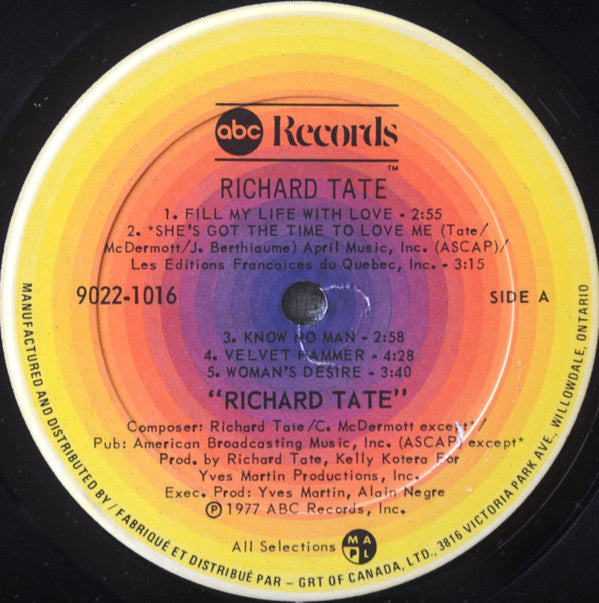 abc Records
TM
RICHARD TATE
1. FILL MY LIFE WITH LOVE - 2:55
2. *SHE'S GOT THE TIME TO LOVE ME (Tate/
McDermott/J. Berthiaume) April Music, Inc. (ASCAP)/
Les Editions Francaices du Quebec, Inc. - 3:15
9022-1016
SIDE A
3. KNOW NO MAN - 2:58
4. VELVET HAMMER - 4:28
5. WOMAN'S DESIRE - 3:40
"RICHARD TATE"
Composer: Richard Tate/C. McDermott except*/
Pub: American Broadcasting Music, Inc. (ASCAP) except*
Prod. by Richard Tate, Kelly Kotera For
Yves Martin Productions, Inc.
Exec. Prod: Yves Martin, Alain Negre
℗ 1977 ABC Records, Inc.
All Selections MAPL
MANUFACTURED AND DISTRIBUTED BY / FABRIQUÉ ET DISTRIBUÉ PAR – GRT OF CANADA, LTD., 3816 VICTORIA PARK AVE., WILLOWDALE, ONTARIO